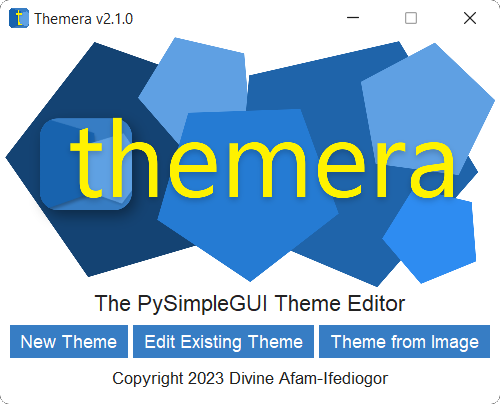 Themera v2.1.0
themera
The PySimpleGUI Theme Editor
New Theme Edit Existing Theme Theme from Image
Copyright 2023 Divine Afam-Ifediogor